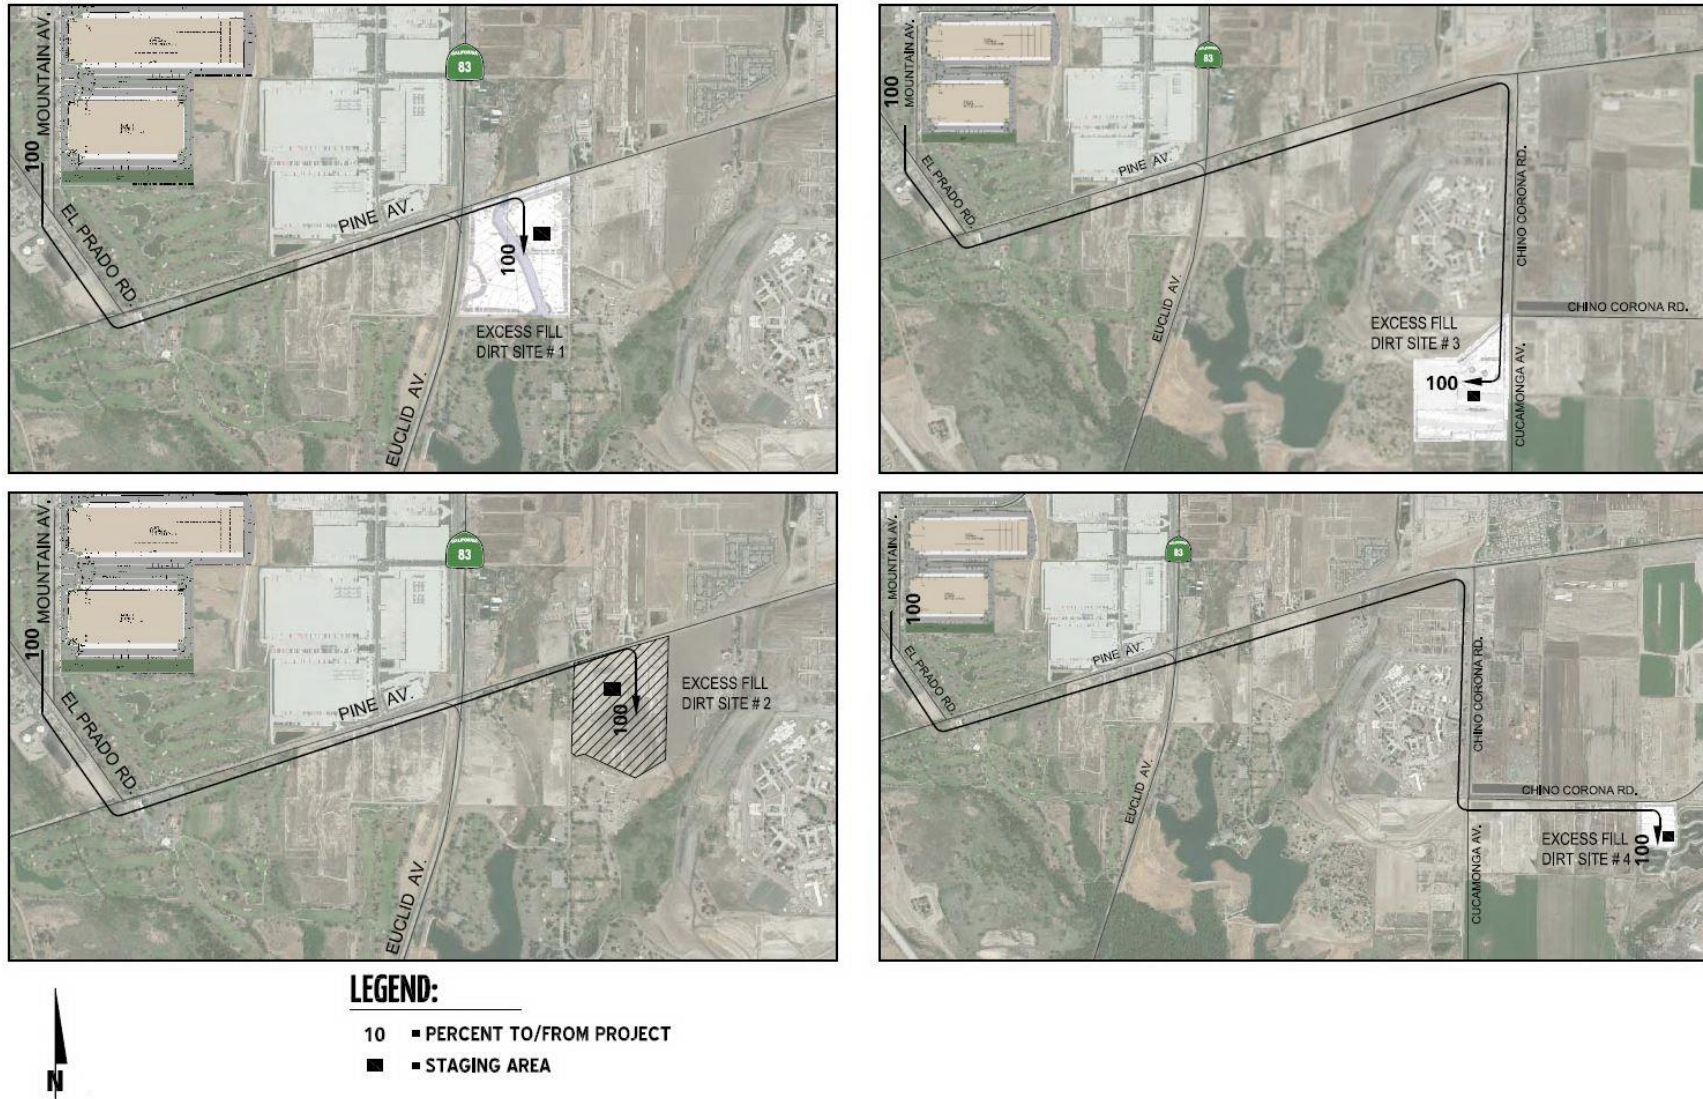 MOUNTAIN AV.
100
EL PRADO RD.
PINE AV.
CALIFORNIA
83
100
EXCESS FILL
DIRT SITE # 1
EUCLID AV.
100
MOUNTAIN AV.
EL PRADO RD.
PINE AV.
83
EUCLID AV.
CHINO CORONA RD.
CHINO CORONA RD.
EXCESS FILL
DIRT SITE # 3
100
CUCAMONGA AV.
MOUNTAIN AV.
100
EL PRADO RD.
PINE AV.
CALIFORNIA
83
100
EXCESS FILL
DIRT SITE # 2
EUCLID AV.
MOUNTAIN AV.
100
EL PRADO RD.
PINE AV.
83
EUCLID AV.
CHINO CORONA RD.
CHINO CORONA RD.
EXCESS FILL
DIRT SITE # 4
100
CUCAMONGA AV.
N
LEGEND:
10 = PERCENT TO/FROM PROJECT
= STAGING AREA